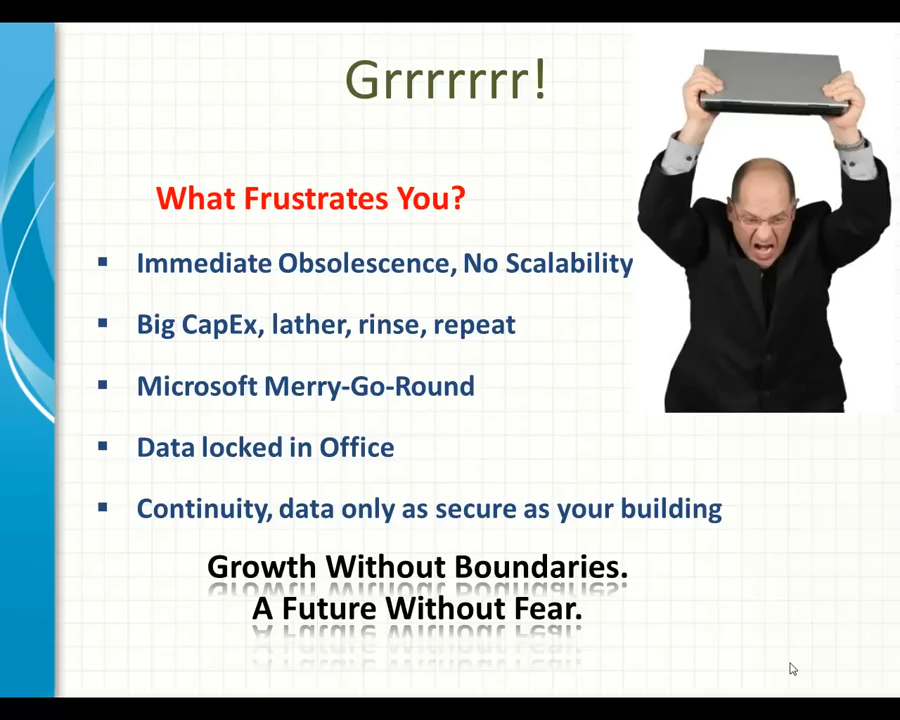 Grrrrrrr!
What Frustrates You?
▪ Immediate Obsolescence, No Scalability
▪ Big CapEx, lather, rinse, repeat
▪ Microsoft Merry-Go-Round
▪ Data locked in Office
▪ Continuity, data only as secure as your building
Growth Without Boundaries.
A Future Without Fear.